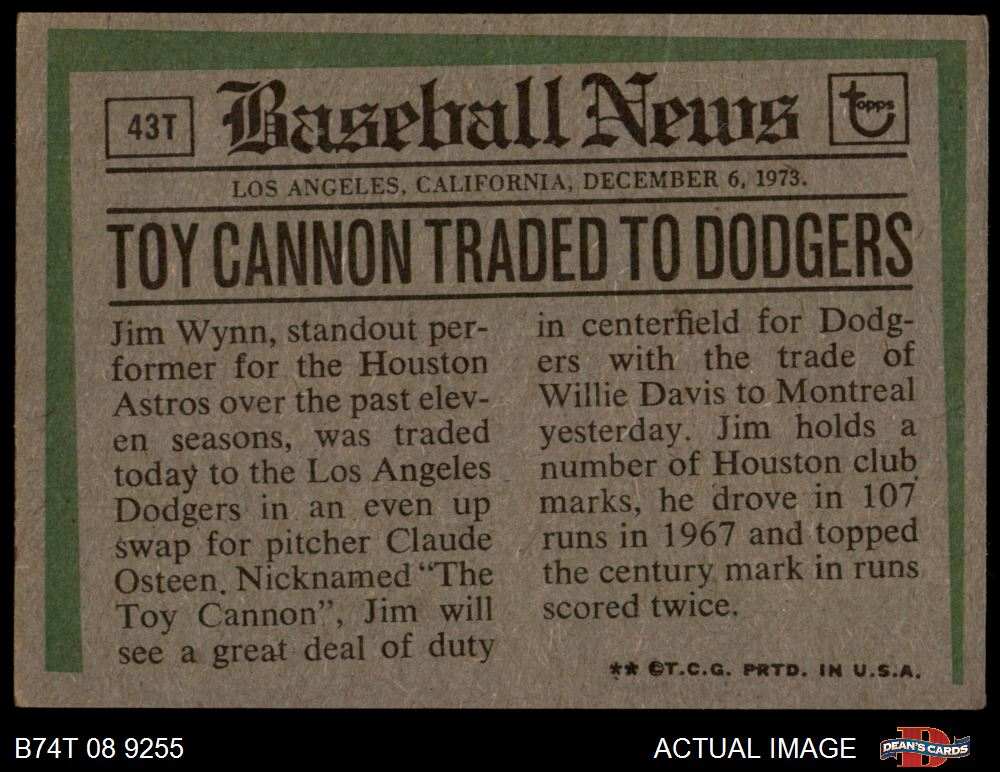 43T
Baseball News
topps
LOS ANGELES, CALIFORNIA, DECEMBER 6, 1973.
TOY CANNON TRADED TO DODGERS
Jim Wynn, standout per-
former for the Houston
Astros over the past elev-
en seasons, was traded
today to the Los Angeles
Dodgers in an even up
swap for pitcher Claude
Osteen. Nicknamed “The
Toy Cannon”, Jim will
see a great deal of duty
in centerfield for Dodg-
ers with the trade of
Willie Davis to Montreal
yesterday. Jim holds a
number of Houston club
marks, he drove in 107
runs in 1967 and topped
the century mark in runs
scored twice.
** ©T.C.G. PRTD. IN U.S.A.
B74T 08 9255
ACTUAL IMAGE
D
DEAN'S CARDS